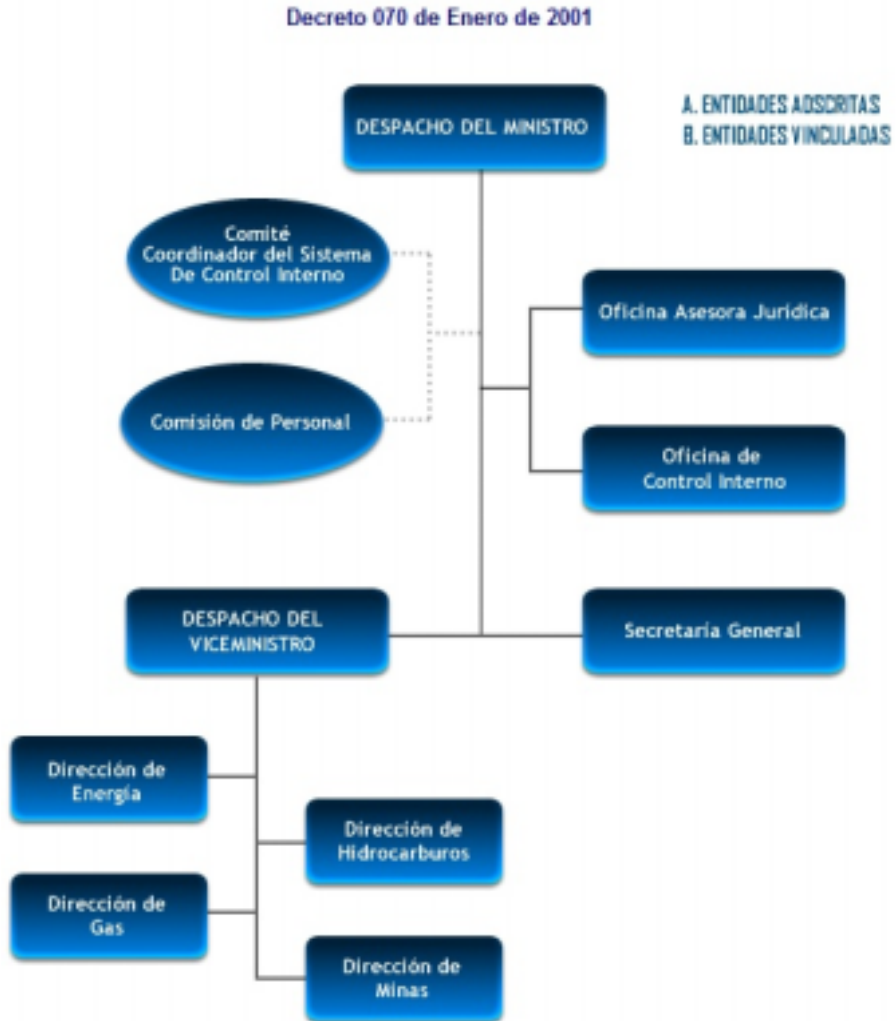 Decreto 070 de Enero de 2001
DESPACHO DEL MINISTRO
A. ENTIDADES ADSCRITAS
B. ENTIDADES VINCULADAS
Comité
Coordinador del Sistema
De Control Interno
Oficina Asesora Jurídica
Comisión de Personal
Oficina de
Control Interno
DESPACHO DEL
VICEMINISTRO
Secretaría General
Dirección de
Energía
Dirección de
Hidrocarburos
Dirección de
Gas
Dirección de
Minas